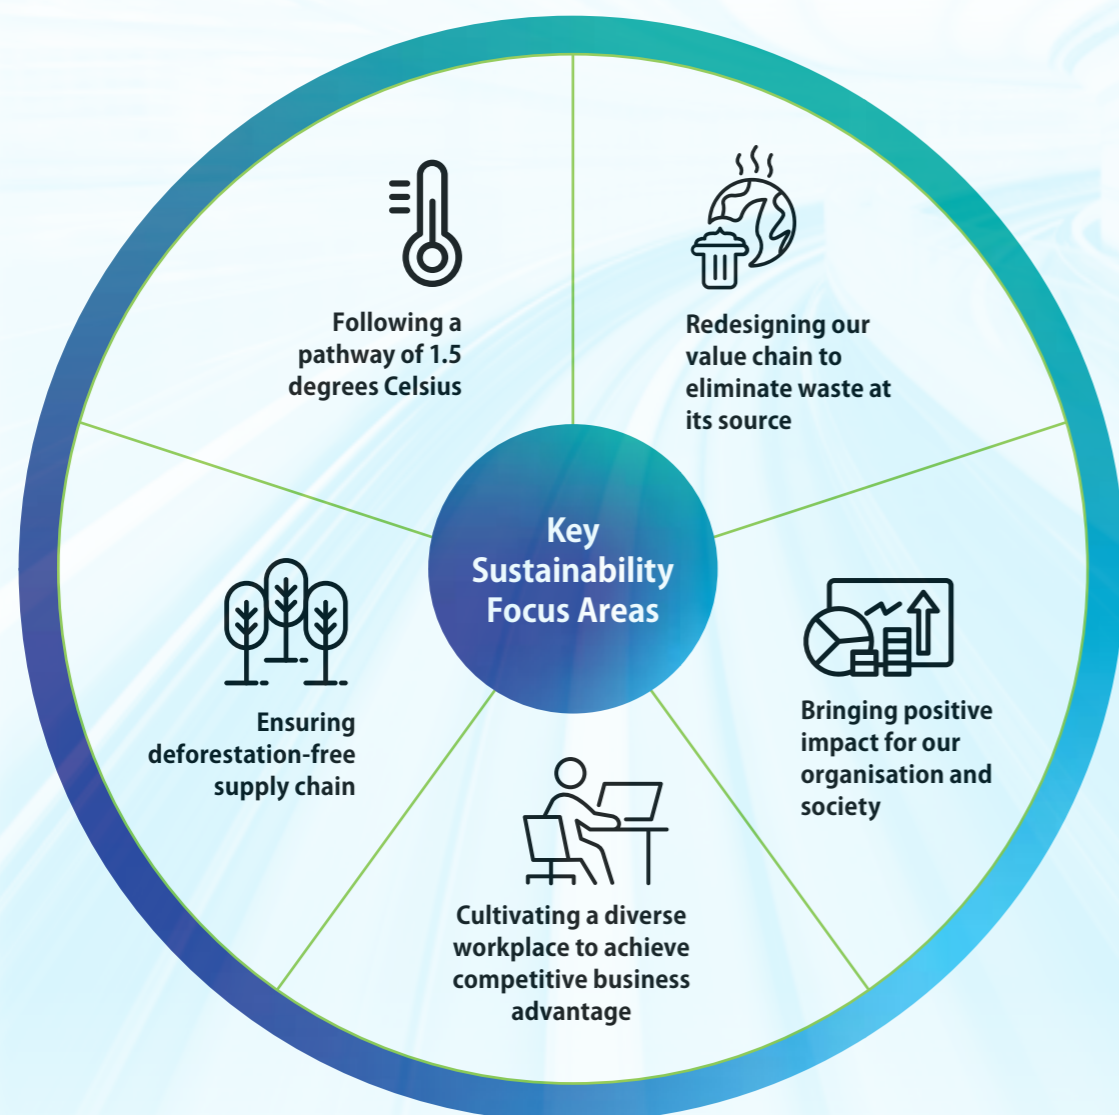 Key
Sustainability
Focus Areas
Following a
pathway of 1.5
degrees Celsius
Redesigning our
value chain to
eliminate waste at
its source
Bringing positive
impact for our
organisation and
society
Cultivating a diverse
workplace to achieve
competitive business
advantage
Ensuring
deforestation-free
supply chain